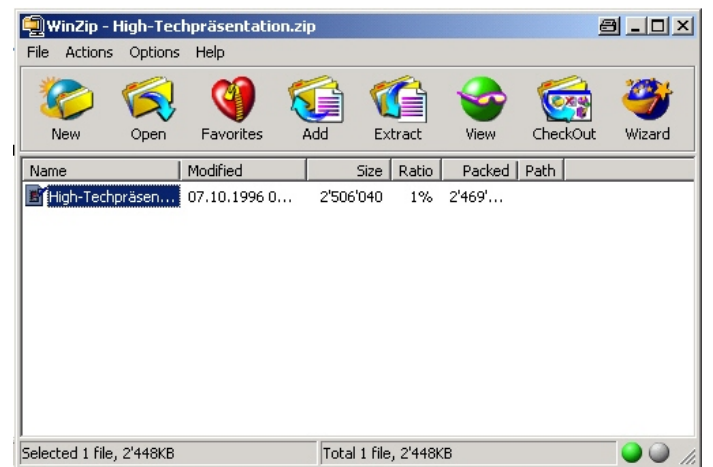 WinZip - High-Techpräsentation.zip
File Actions Options Help
New Open Favorites Add Extract View CheckOut Wizard
Name Modified Size Ratio Packed Path
High-Techpräsen... 07.10.1996 0... 2'506'040 1% 2'469'...
Selected 1 file, 2'448KB Total 1 file, 2'448KB